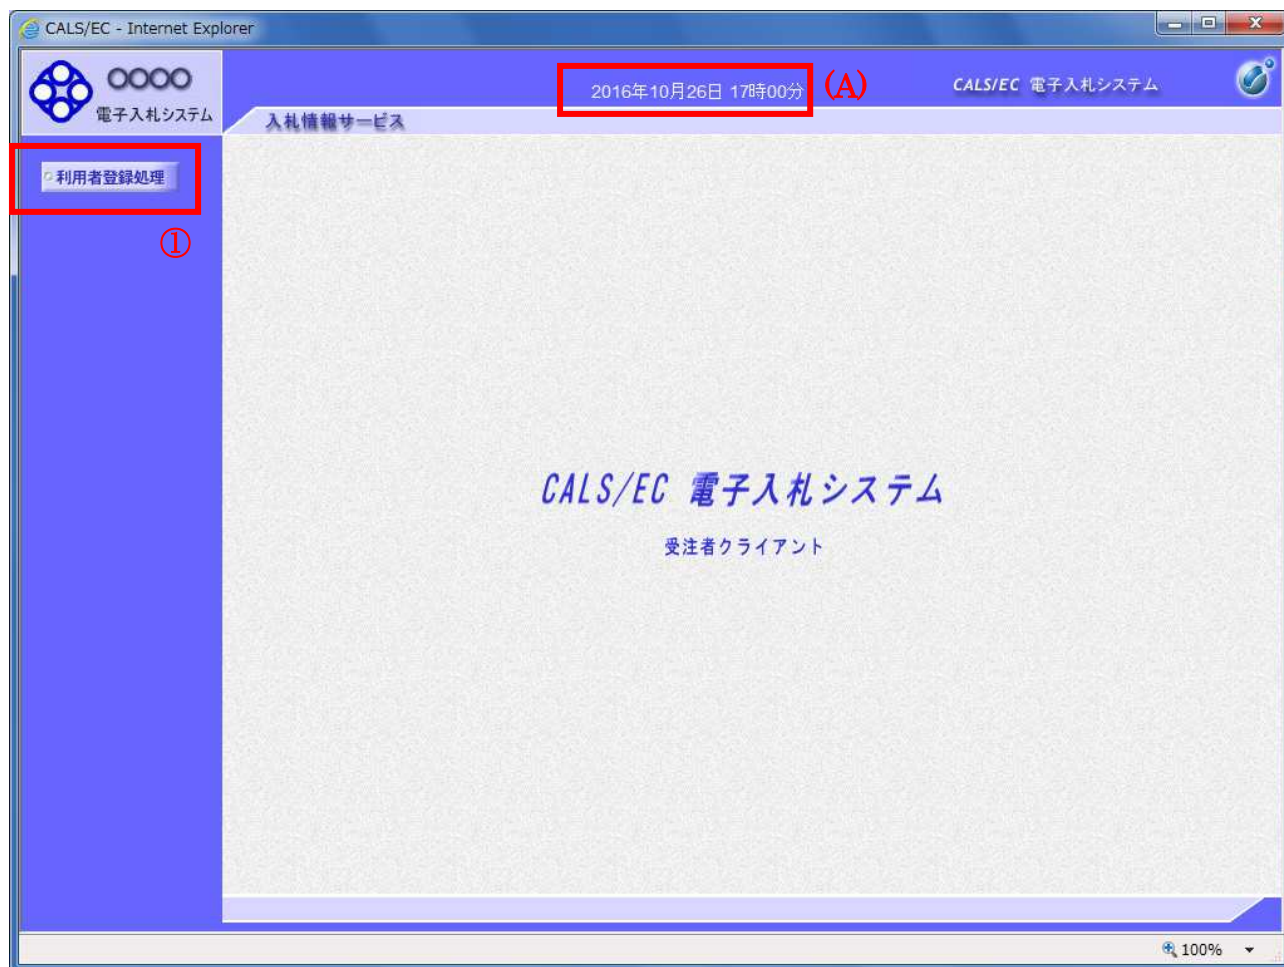 CALS/EC - Internet Explorer
○○○○
電子入札システム
2016年10月26日 17時00分
(A)
CALS/EC 電子入札システム
入札情報サービス
利用者登録処理
①
CALS/EC 電子入札システム
受注者クライアント
100%